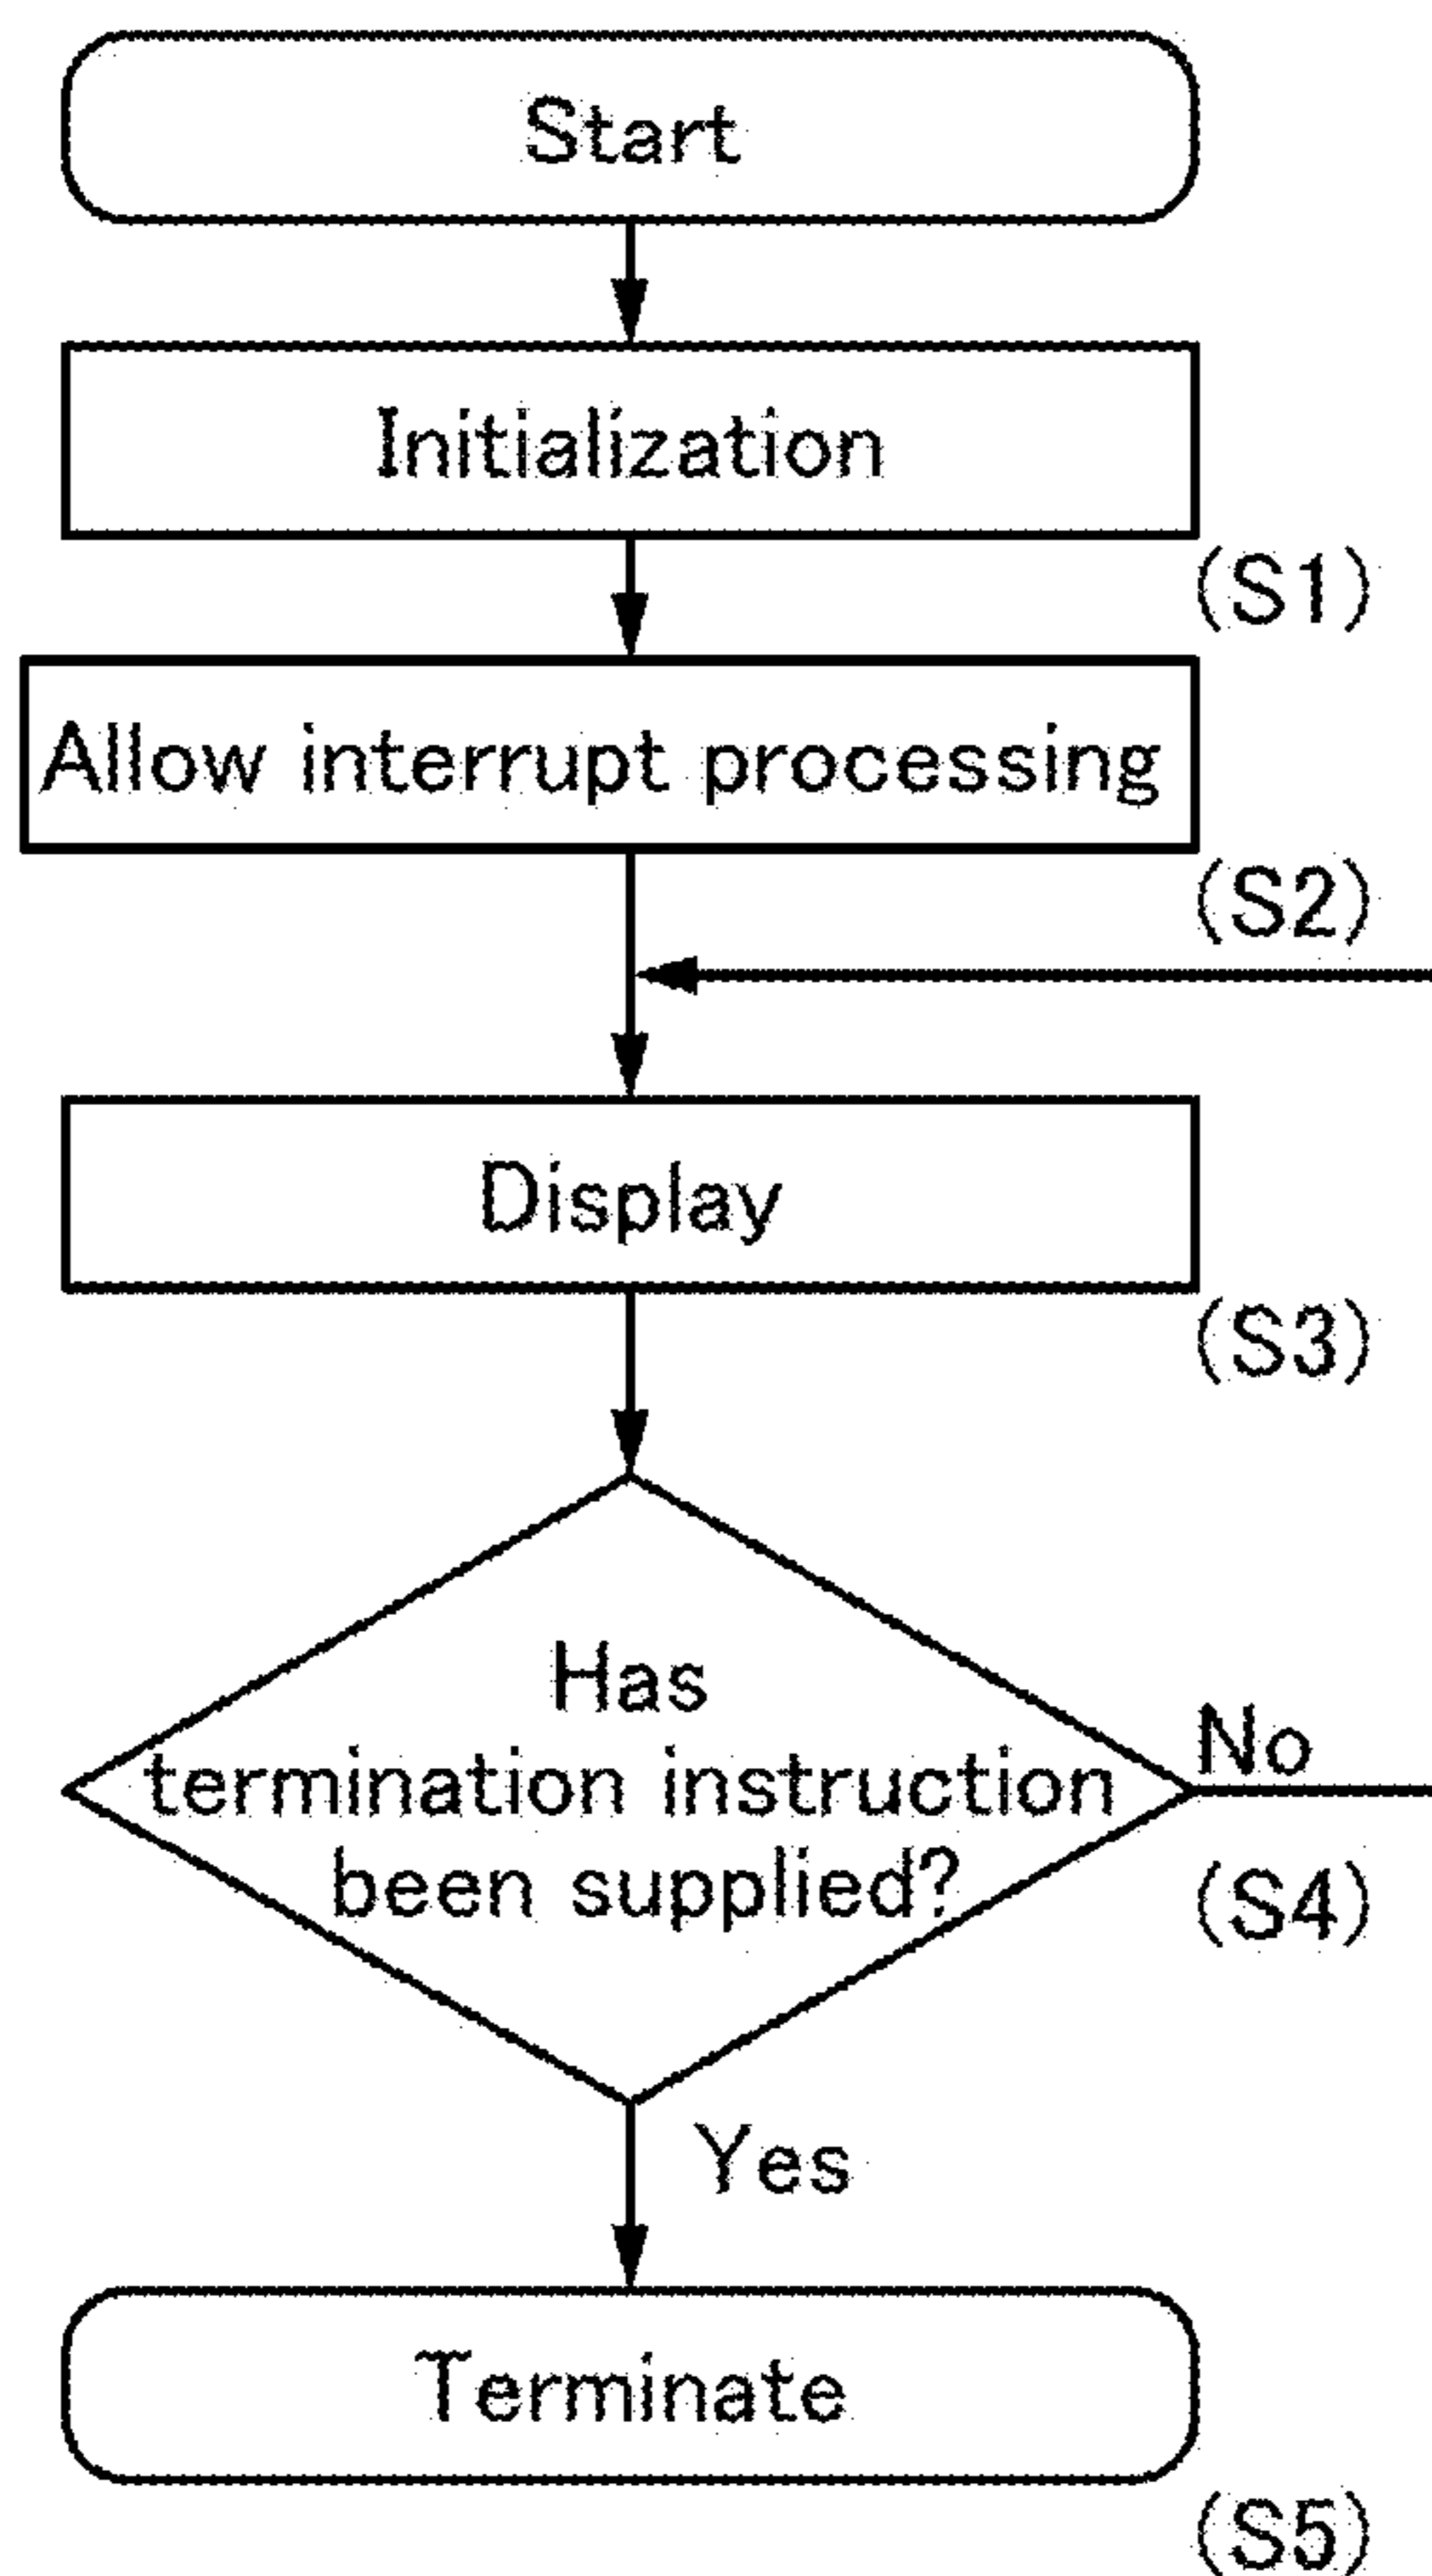 Start
Initialization
(S1)
Allow interrupt processing
(S2)
Display
(S3)
Has
termination instruction
been supplied?
No
(S4)
Yes
Terminate
(S5)